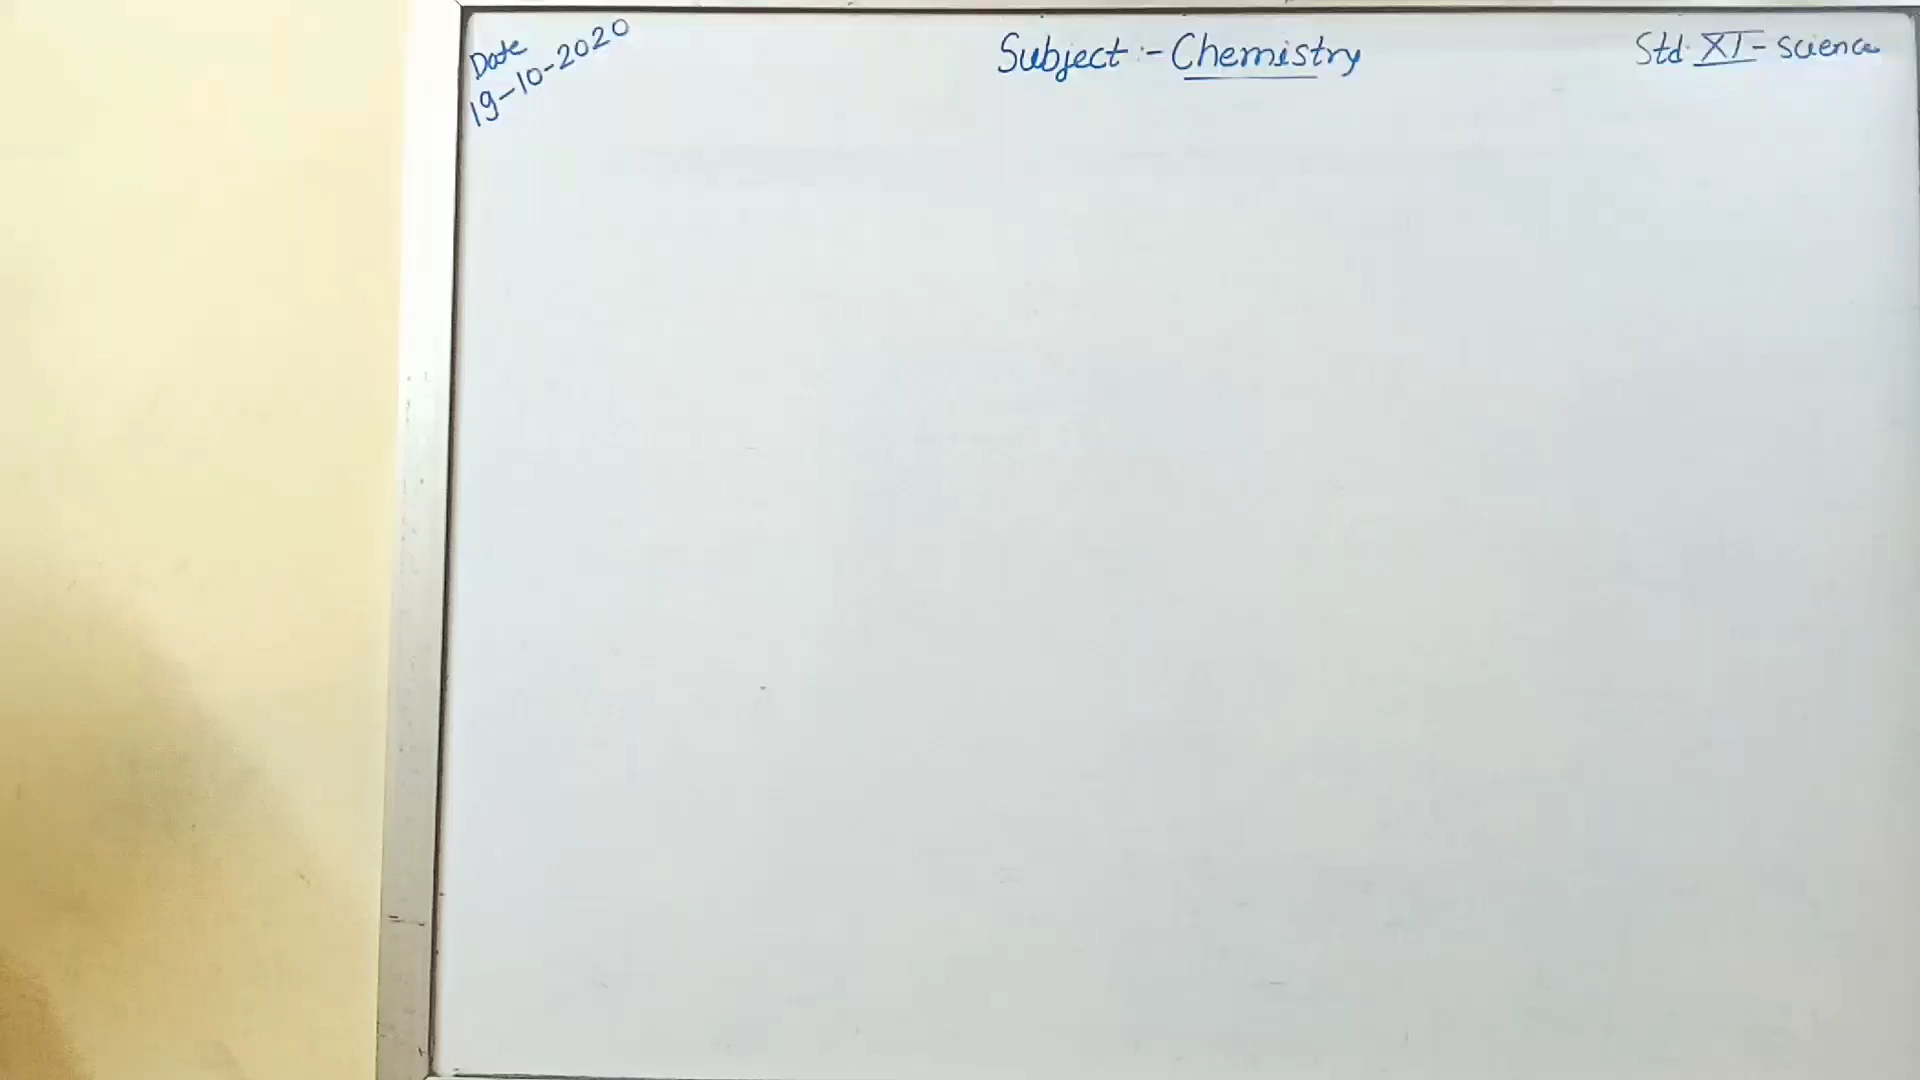 Date
19-10-2020
Subject :- Chemistry
Std. XI - science